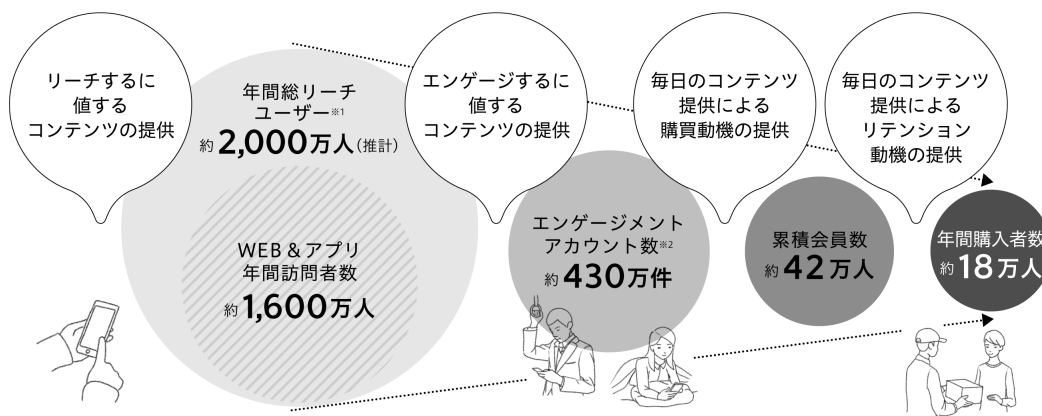 リーチするに
値する
コンテンツの提供
年間総リーチ
ユーザー※1
約2,000万人(推計)
WEB & アプリ
年間訪問者数
約1,600万人
エンゲージするに
値する
コンテンツの提供
エンゲージメント
アカウント数※2
約430万件
毎日のコンテンツ
提供による
購買動機の提供
累積会員数
約42万人
毎日のコンテンツ
提供による
リテンション
動機の提供
年間購入者数
約18万人